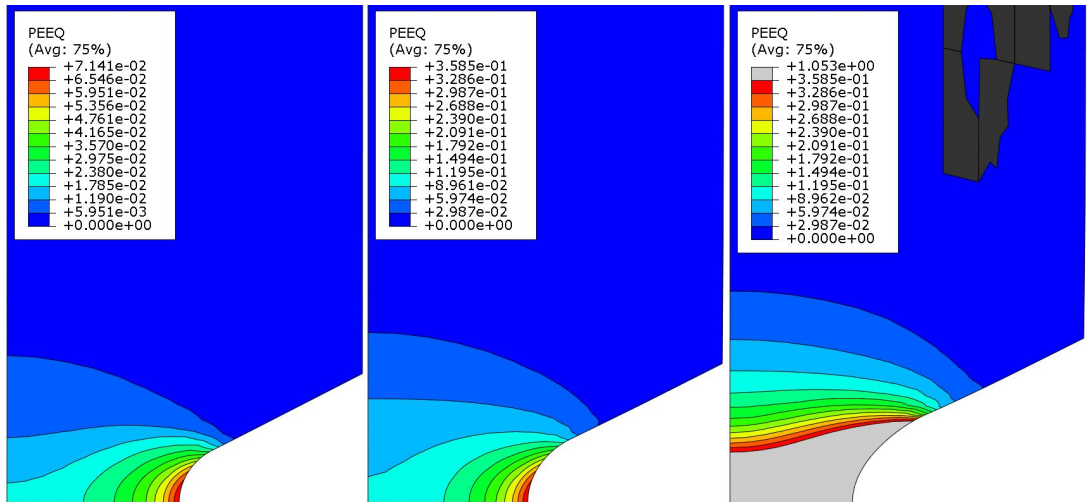 PEEQ
(Avg: 75%)
+7.141e-02
+6.546e-02
+5.951e-02
+5.356e-02
+4.761e-02
+4.165e-02
+3.570e-02
+2.975e-02
+2.380e-02
+1.785e-02
+1.190e-02
+5.951e-03
+0.000e+00
PEEQ
(Avg: 75%)
+3.585e-01
+3.286e-01
+2.987e-01
+2.688e-01
+2.390e-01
+2.091e-01
+1.792e-01
+1.494e-01
+1.195e-01
+8.961e-02
+5.974e-02
+2.987e-02
+0.000e+00
PEEQ
(Avg: 75%)
+1.053e+00
+3.585e-01
+3.286e-01
+2.987e-01
+2.688e-01
+2.390e-01
+2.091e-01
+1.792e-01
+1.494e-01
+1.195e-01
+8.962e-02
+5.974e-02
+2.987e-02
+0.000e+00